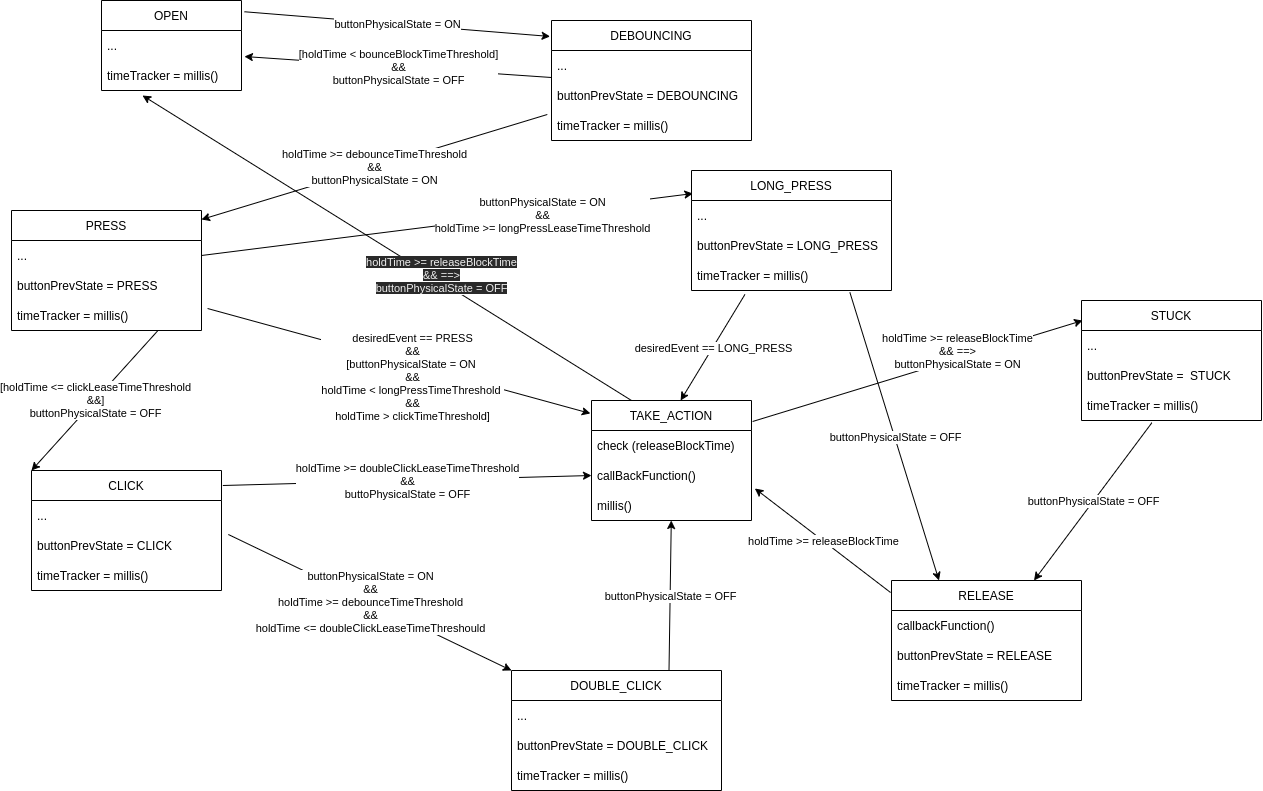 OPEN
...
timeTracker = millis()
buttonPhysicalState = ON
[holdTime < bounceBlockTimeThreshold]
&&
buttonPhysicalState = OFF
DEBOUNCING
...
buttonPrevState = DEBOUNCING
timeTracker = millis()
holdTime >= debounceTimeThreshold
&&
buttonPhysicalState = ON
PRESS
...
buttonPrevState = PRESS
timeTracker = millis()
buttonPhysicalState = ON
&&
holdTime >= longPressLeaseTimeThreshold
LONG_PRESS
...
buttonPrevState = LONG_PRESS
timeTracker = millis()
holdTime >= releaseBlockTime
&& ==>
buttonPhysicalState = OFF
desiredEvent == PRESS
&&
[buttonPhysicalState = ON
&&
holdTime < longPressTimeThreshold
&&
holdTime > clickTimeThreshold]
desiredEvent == LONG_PRESS
holdTime >= releaseBlockTime
&& ==>
buttonPhysicalState = ON
STUCK
...
buttonPrevState =  STUCK
timeTracker = millis()
[holdTime <= clickLeaseTimeThreshold
&&]
buttonPhysicalState = OFF
TAKE_ACTION
check (releaseBlockTime)
callBackFunction()
millis()
buttonPhysicalState = OFF
CLICK
...
buttonPrevState = CLICK
timeTracker = millis()
holdTime >= doubleClickLeaseTimeThreshold
&&
buttoPhysicalState = OFF
buttonPhysicalState = OFF
holdTime >= releaseBlockTime
buttonPhysicalState = ON
&&
holdTime >= debounceTimeThreshold
&&
holdTime <= doubleClickLeaseTimeThreshould
buttonPhysicalState = OFF
RELEASE
callbackFunction()
buttonPrevState = RELEASE
timeTracker = millis()
DOUBLE_CLICK
...
buttonPrevState = DOUBLE_CLICK
timeTracker = millis()